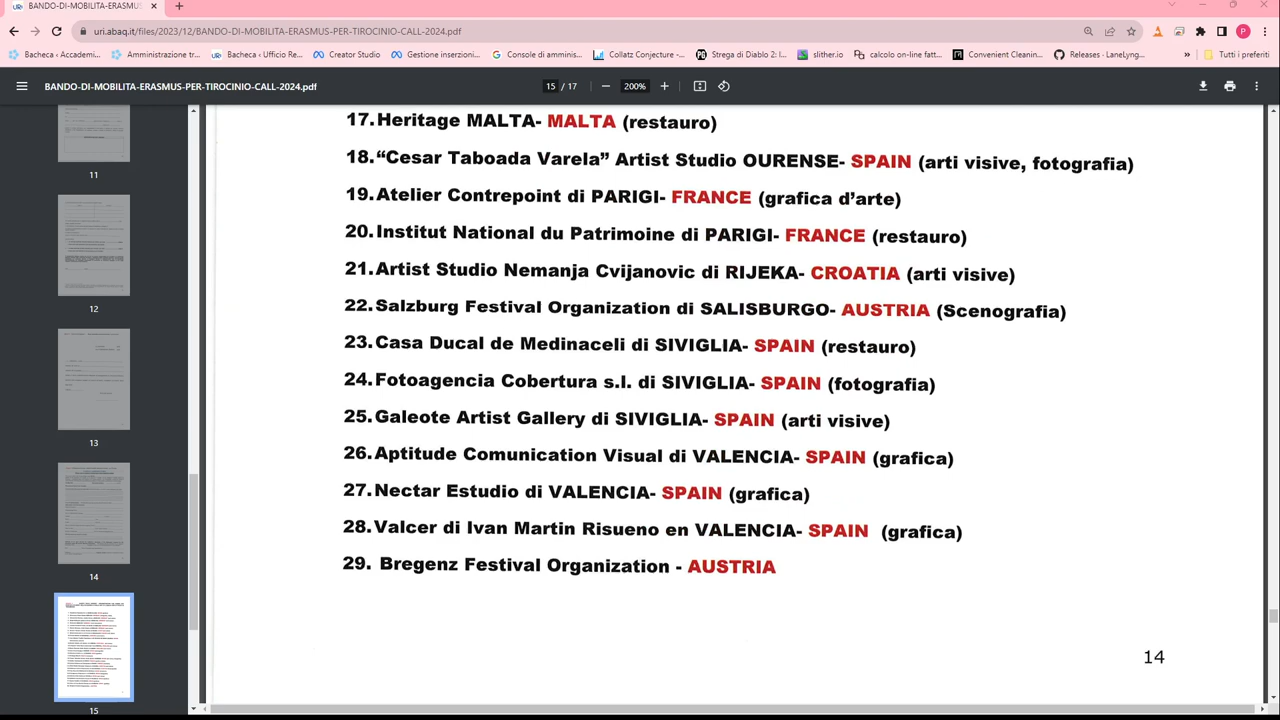 BANDO-DI-MOBILITA-ERASMUS-PER-TIROCINIO-CALL-2024.pdf
uri.abaq.it/files/2023/12/BANDO-DI-MOBILITA-ERASMUS-PER-TIROCINIO-CALL-2024.pdf
Bacheca ‹ Accademi... Amministrazione tr... Bacheca ‹ Ufficio Re... Creator Studio Gestione inserzioni... Console di amminis... Collatz Conjecture -... Strega di Diablo 2: l... slither.io calcolo on-line fatt... Convenient Cleanin... Releases · LaneLyng... » Tutti i preferiti
BANDO-DI-MOBILITA-ERASMUS-PER-TIROCINIO-CALL-2024.pdf 15 / 17 200%
17. Heritage MALTA- MALTA (restauro)
18. “Cesar Taboada Varela” Artist Studio OURENSE- SPAIN (arti visive, fotografia)
19. Atelier Contrepoint di PARIGI- FRANCE (grafica d’arte)
20. Institut National du Patrimoine di PARIGI- FRANCE (restauro)
21. Artist Studio Nemanja Cvijanovic di RIJEKA- CROATIA (arti visive)
22. Salzburg Festival Organization di SALISBURGO- AUSTRIA (Scenografia)
23. Casa Ducal de Medinaceli di SIVIGLIA- SPAIN (restauro)
24. Fotoagencia Cobertura s.l. di SIVIGLIA- SPAIN (fotografia)
25. Galeote Artist Gallery di SIVIGLIA- SPAIN (arti visive)
26. Aptitude Comunication Visual di VALENCIA- SPAIN (grafica)
27. Nectar Estudio di VALENCIA- SPAIN (grafica)
28. Valcer di Ivan Martin Risueno en VALENCIA- SPAIN (grafica)
29. Bregenz Festival Organization - AUSTRIA
14
11
12
13
14
15